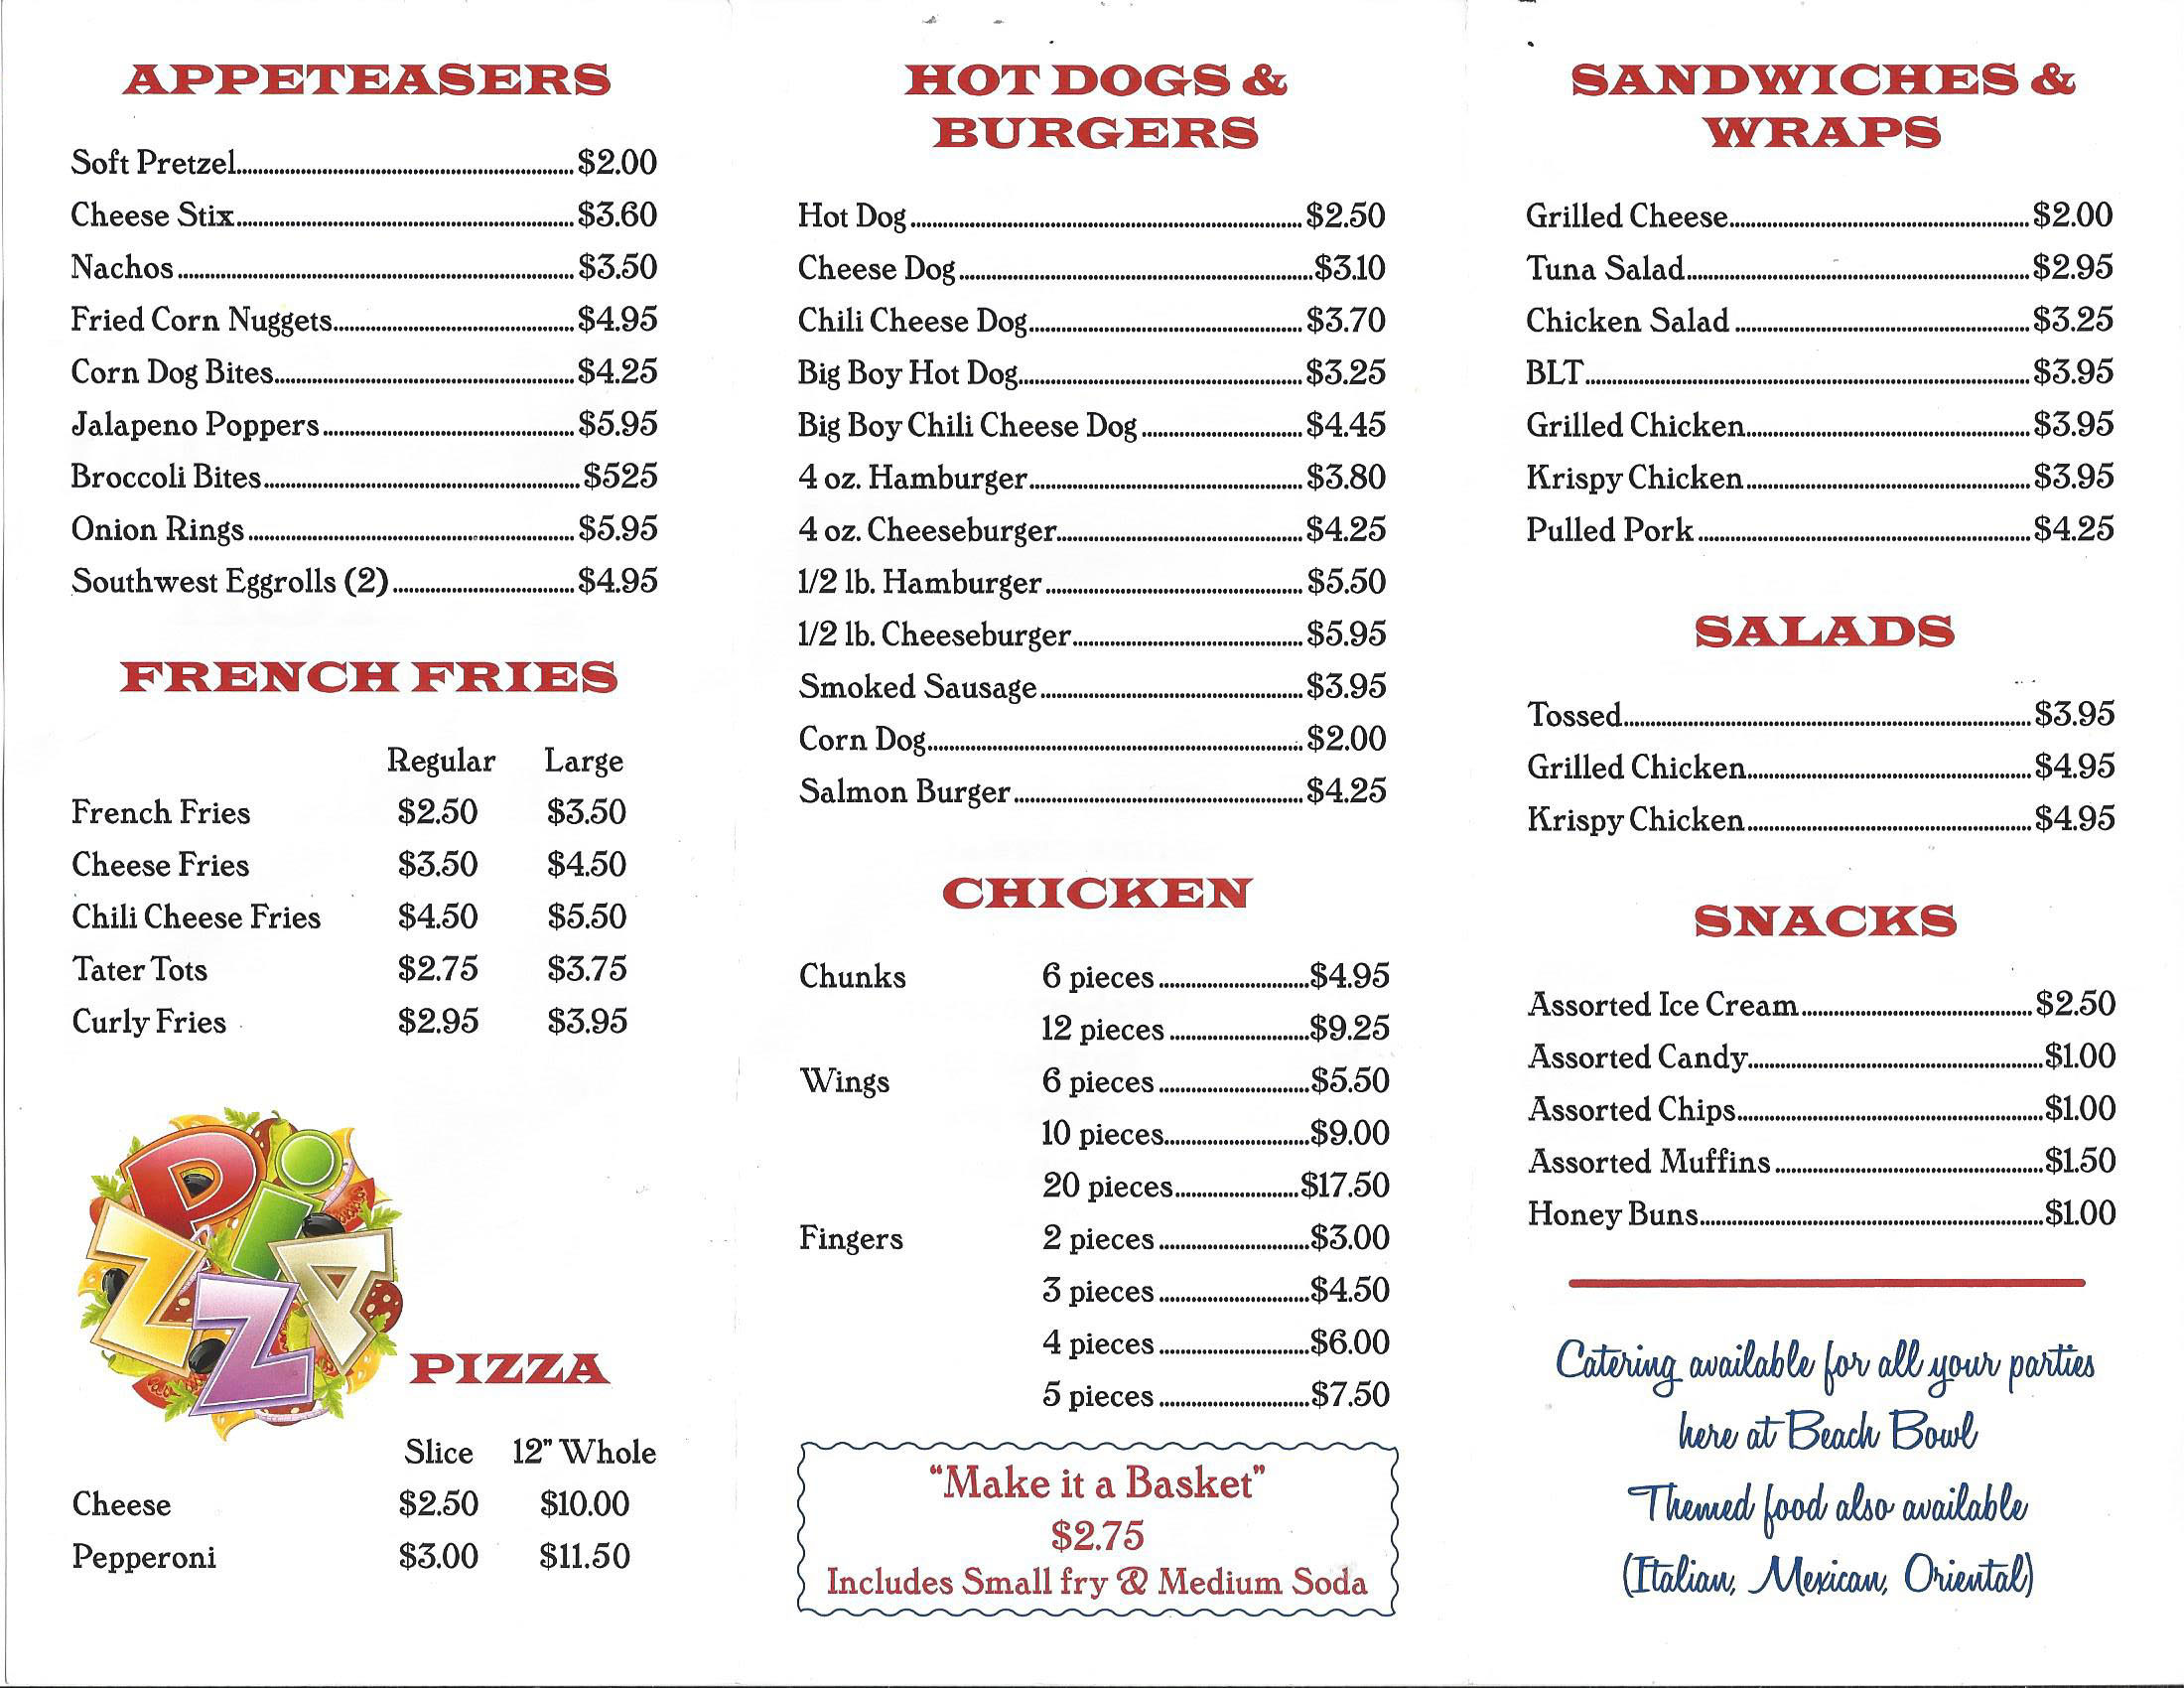 APPETEASERS
Soft Pretzel $2.00
Cheese Stix $3.60
Nachos $3.50
Fried Corn Nuggets $4.95
Corn Dog Bites $4.25
Jalapeno Poppers $5.95
Broccoli Bites $525
Onion Rings $5.95
Southwest Eggrolls (2) $4.95
FRENCH FRIES
Regular Large
French Fries $2.50 $3.50
Cheese Fries $3.50 $4.50
Chili Cheese Fries $4.50 $5.50
Tater Tots $2.75 $3.75
Curly Fries $2.95 $3.95
PIZZA
PIZZA
Slice 12" Whole
Cheese $2.50 $10.00
Pepperoni $3.00 $11.50
HOT DOGS &
BURGERS
Hot Dog $2.50
Cheese Dog $3.10
Chili Cheese Dog $3.70
Big Boy Hot Dog $3.25
Big Boy Chili Cheese Dog $4.45
4 oz. Hamburger $3.80
4 oz. Cheeseburger $4.25
1/2 lb. Hamburger $5.50
1/2 lb. Cheeseburger $5.95
Smoked Sausage $3.95
Corn Dog $2.00
Salmon Burger $4.25
CHICKEN
Chunks 6 pieces $4.95
12 pieces $9.25
Wings 6 pieces $5.50
10 pieces $9.00
20 pieces $17.50
Fingers 2 pieces $3.00
3 pieces $4.50
4 pieces $6.00
5 pieces $7.50
"Make it a Basket"
$2.75
Includes Small fry & Medium Soda
SANDWICHES &
WRAPS
Grilled Cheese $2.00
Tuna Salad $2.95
Chicken Salad $3.25
BLT $3.95
Grilled Chicken $3.95
Krispy Chicken $3.95
Pulled Pork $4.25
SALADS
Tossed $3.95
Grilled Chicken $4.95
Krispy Chicken $4.95
SNACKS
Assorted Ice Cream $2.50
Assorted Candy $1.00
Assorted Chips $1.00
Assorted Muffins $1.50
Honey Buns $1.00
Catering available for all your parties
here at Beach Bowl
Themed food also available
(Italian, Mexican, Oriental)